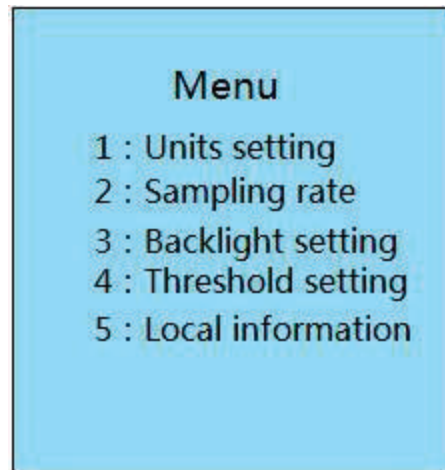 Menu
1 : Units setting
2 : Sampling rate
3 : Backlight setting
4 : Threshold setting
5 : Local information